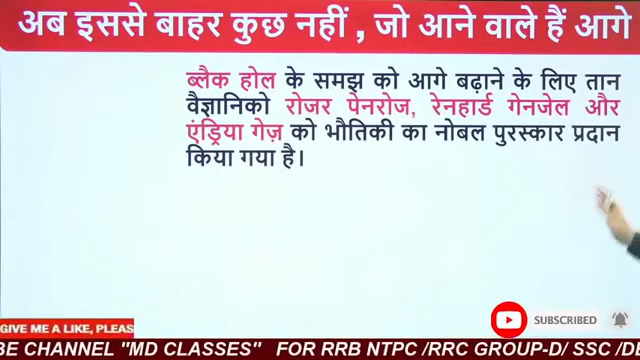 अब इससे बाहर कुछ नहीं , जो आने वाले हैं आगे
ब्लैक होल के समझ को आगे बढ़ाने के लिए तान
वैज्ञानिको रोजर पेनरोज, रेनहार्ड गेनजेल और
एंड्रिया गेज़ को भौतिकी का नोबल पुरस्कार प्रदान
किया गया है।
SUBSCRIBED
GIVE ME A LIKE, PLEAS
BE CHANNEL "MD CLASSES" FOR RRB NTPC /RRC GROUP-D/ SSC /D